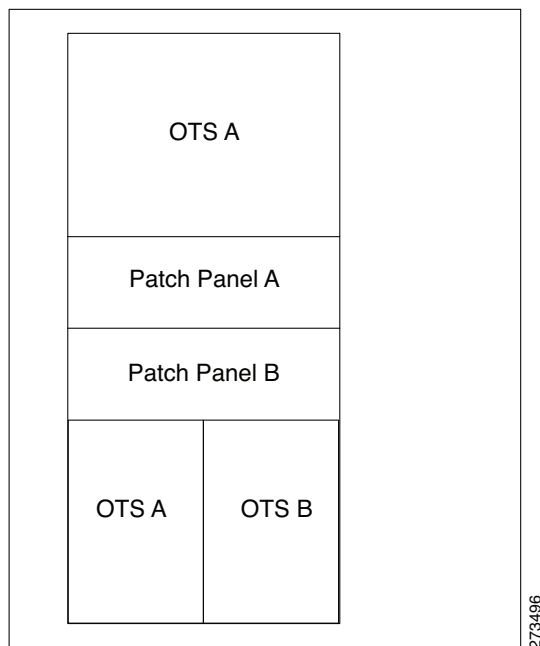 OTS A
Patch Panel A
Patch Panel B
OTS A OTS B
273496